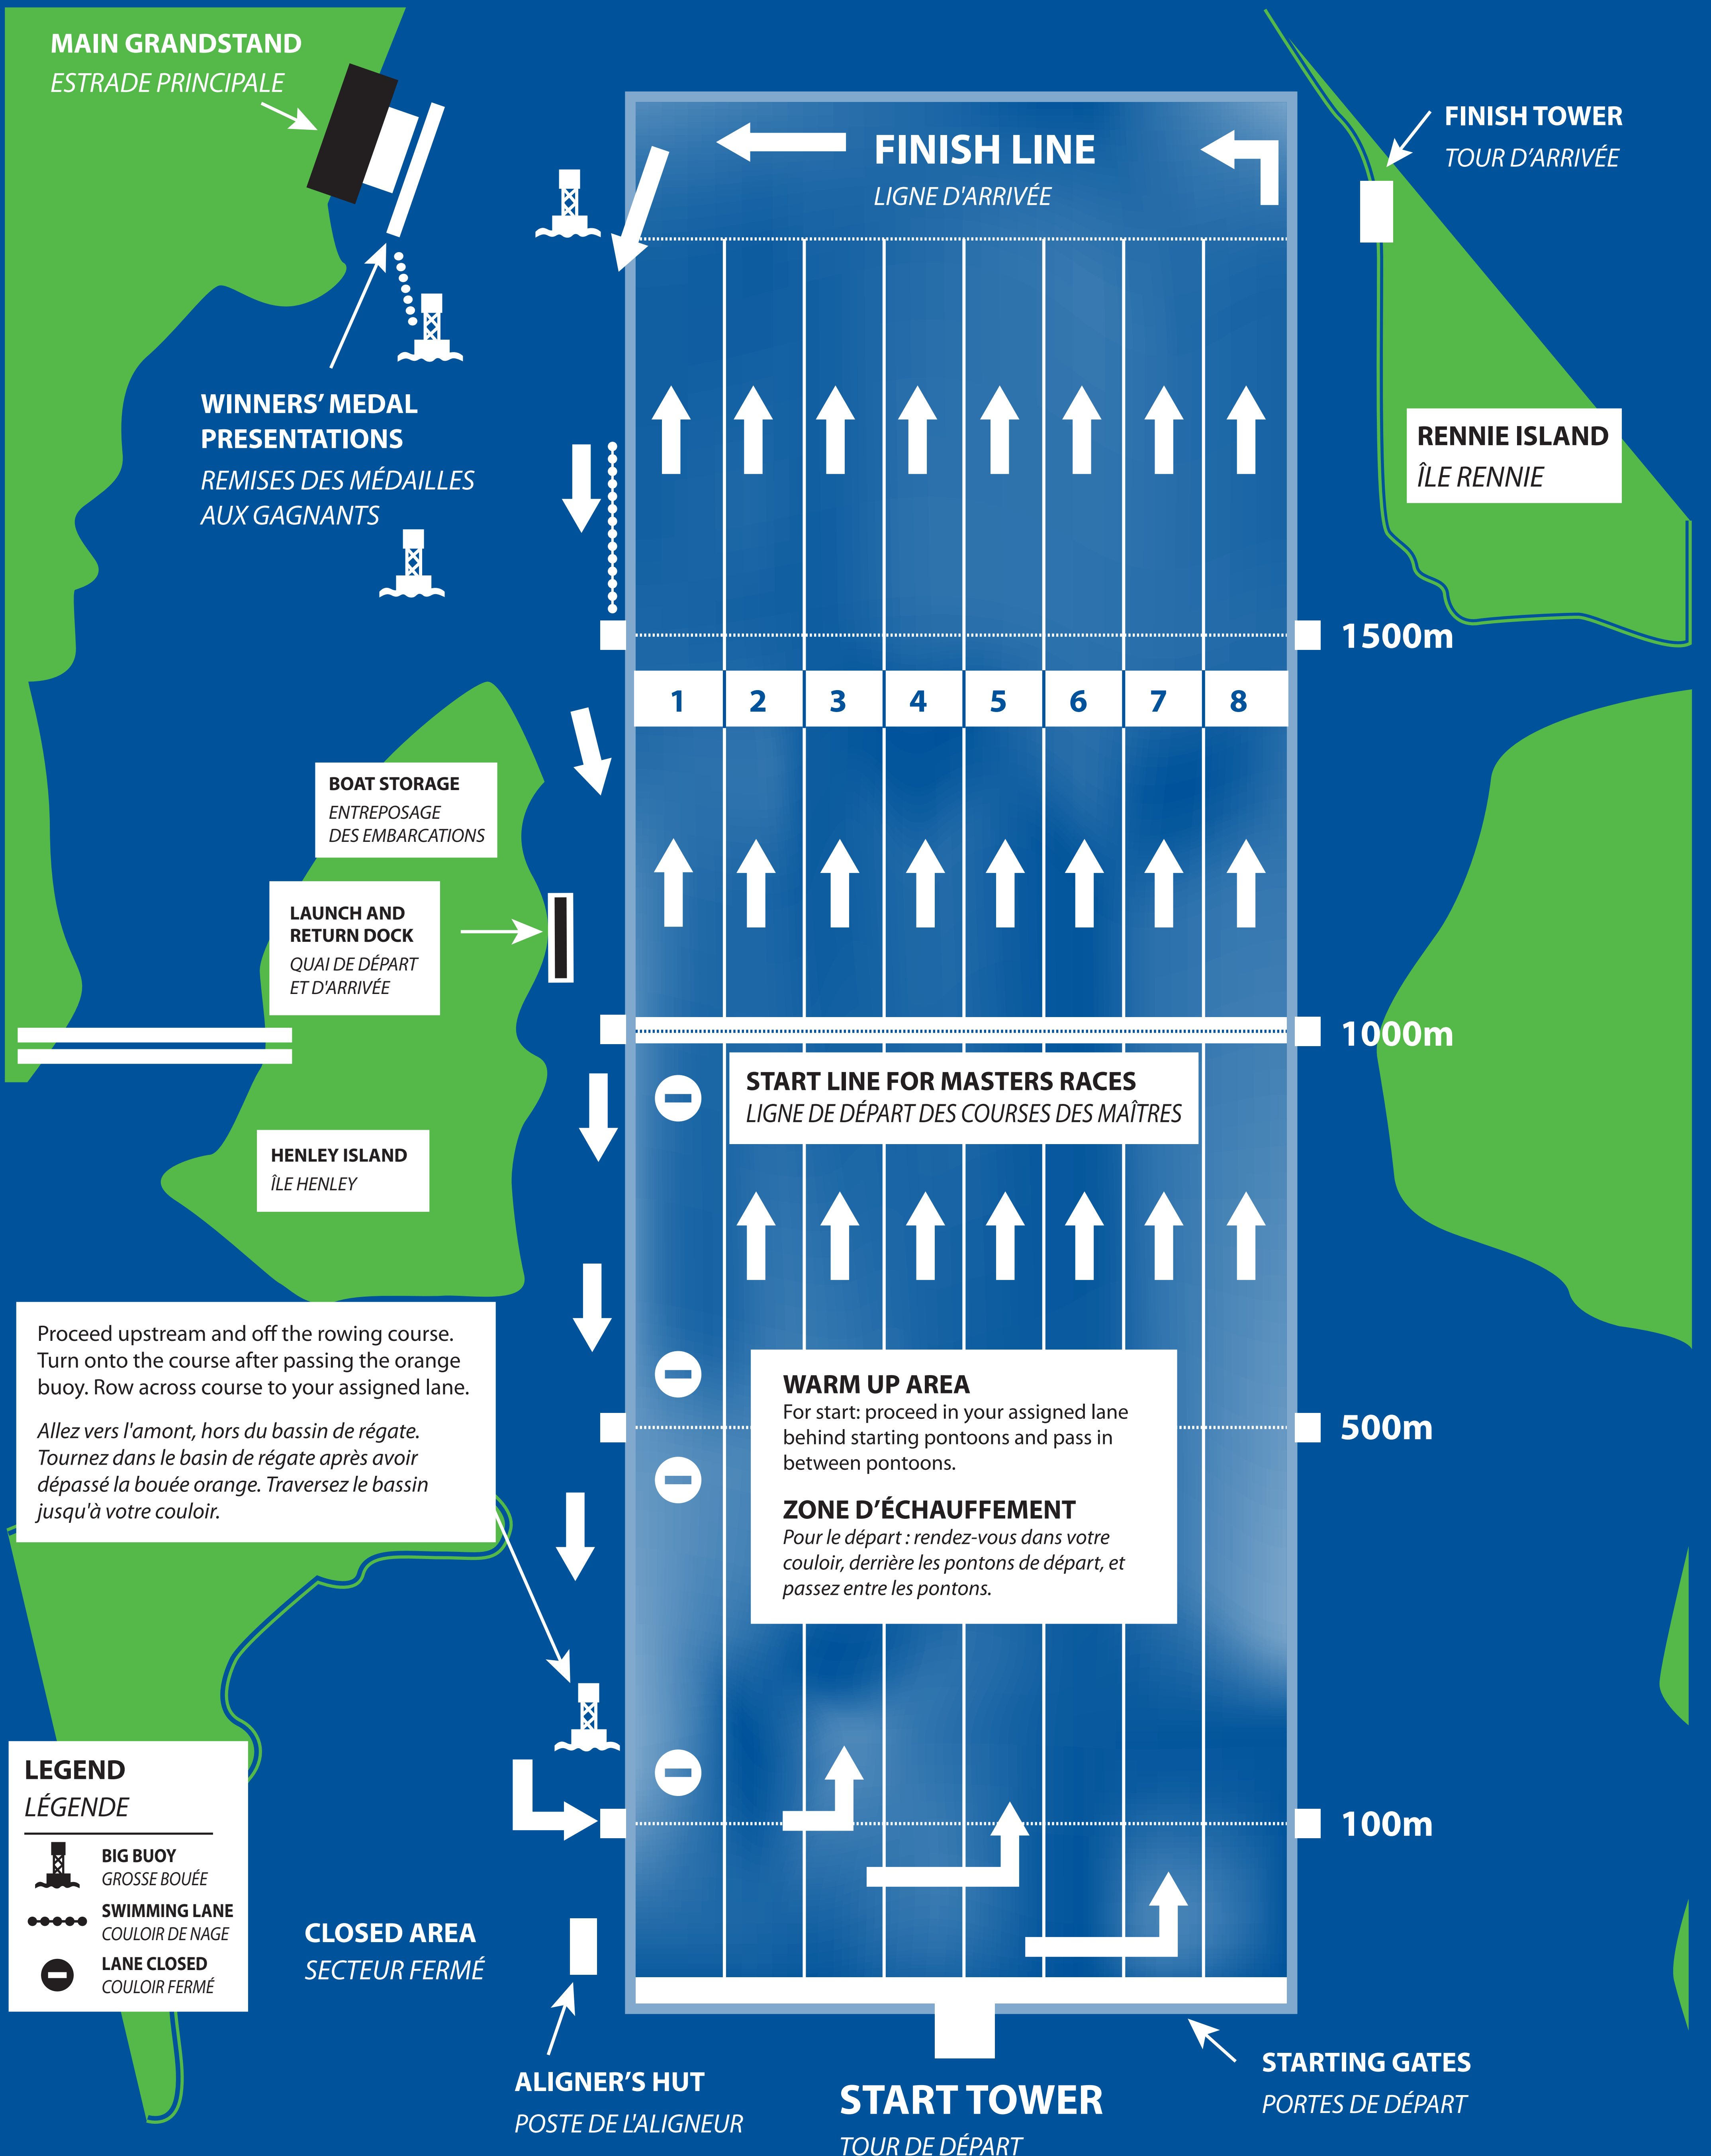 MAIN GRANDSTAND
ESTRADE PRINCIPALE
FINISH LINE
LIGNE D'ARRIVÉE
FINISH TOWER
TOUR D’ARRIVÉE
WINNERS’ MEDAL
PRESENTATIONS
REMISES DES MÉDAILLES
AUX GAGNANTS
RENNIE ISLAND
ÎLE RENNIE
1500m
1 2 3 4 5 6 7 8
BOAT STORAGE
ENTREPOSAGE
DES EMBARCATIONS
LAUNCH AND
RETURN DOCK
QUAI DE DÉPART
ET D'ARRIVÉE
1000m
START LINE FOR MASTERS RACES
LIGNE DE DÉPART DES COURSES DES MAÎTRES
HENLEY ISLAND
ÎLE HENLEY
Proceed upstream and off the rowing course.
Turn onto the course after passing the orange
buoy. Row across course to your assigned lane.
Allez vers l'amont, hors du bassin de régate.
Tournez dans le basin de régate après avoir
dépassé la bouée orange. Traversez le bassin
jusqu'à votre couloir.
WARM UP AREA
For start: proceed in your assigned lane
behind starting pontoons and pass in
between pontoons.
ZONE D’ÉCHAUFFEMENT
Pour le départ : rendez-vous dans votre
couloir, derrière les pontons de départ, et
passez entre les pontons.
500m
LEGEND
LÉGENDE
BIG BUOY
GROSSE BOUÉE
SWIMMING LANE
COULOIR DE NAGE
LANE CLOSED
COULOIR FERMÉ
100m
CLOSED AREA
SECTEUR FERMÉ
ALIGNER’S HUT
POSTE DE L'ALIGNEUR
START TOWER
TOUR DE DÉPART
STARTING GATES
PORTES DE DÉPART